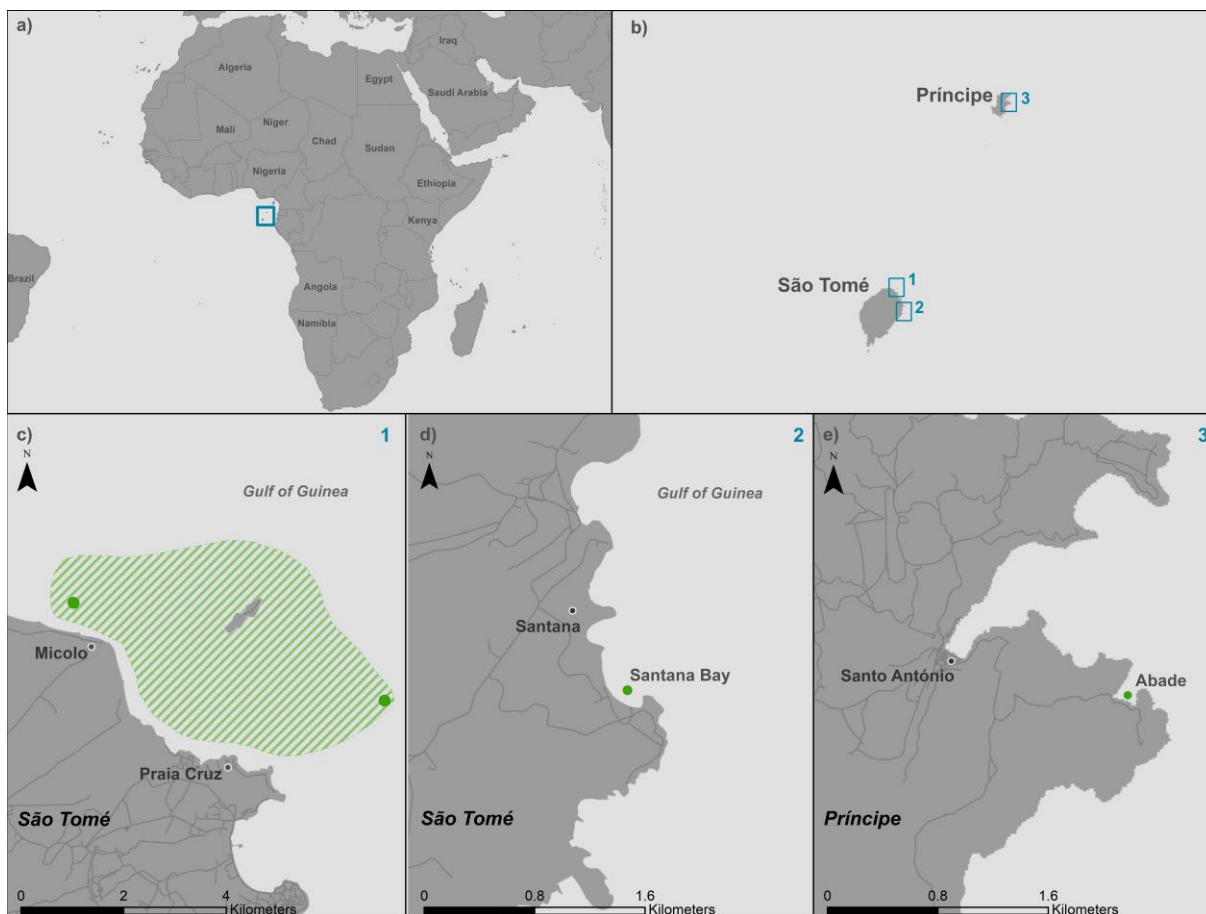 a)
Iraq
Algeria
Egypt
Saudi Arabia
Mali
Niger
Chad
Sudan
Nigeria
Ethiopia
Kenya
Brazil
Angola
Namibia
b)
Príncipe
3
São Tomé
1
2
c)
1
N
Gulf of Guinea
Micolo
Praia Cruz
São Tomé
0 2 4
Kilometers
d)
2
N
Gulf of Guinea
Santana
Santana Bay
São Tomé
0 0.8 1.6
Kilometers
e)
3
N
Santo António
Abade
Príncipe
0 0.8 1.6
Kilometers